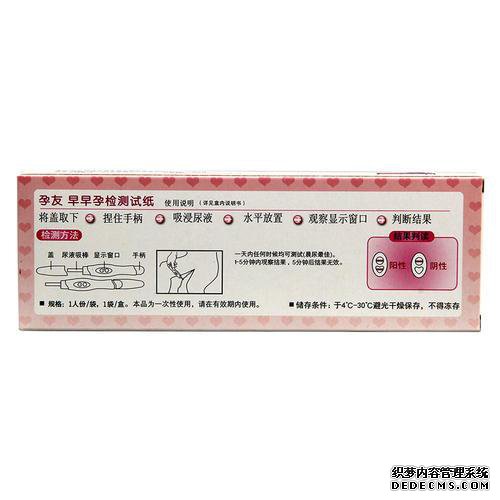 孕友 早早孕检测试纸 使用说明 (详见盒内说明书)
将盖取下 捏住手柄 吸浸尿液 水平放置 观察显示窗口 判断结果
检测方法
盖 尿液吸棒 显示窗口 手柄
一天内任何时候均可测试(晨尿最佳)。
1-5分钟内观察结果，5分钟后结果无效。
结果判读
阳性 阴性
■ 规格：1人份/袋，1袋/盒。本品为一次性使用，请在有效期内使用。
■ 储存条件：于4℃-30℃避光干燥保存，不得冻存
织梦内容管理系统
DEDECMS.COM